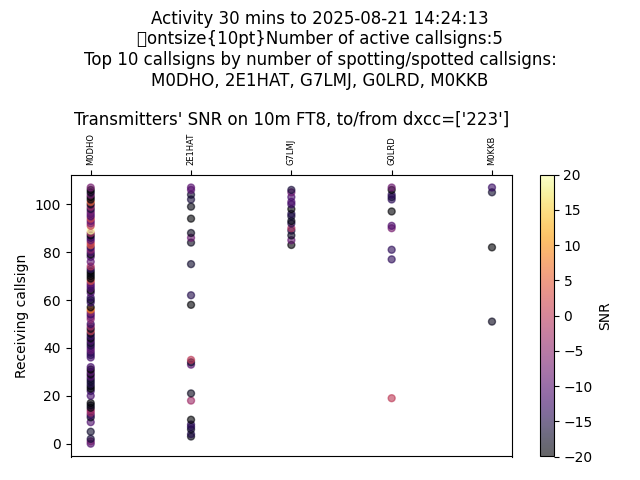 Activity 30 mins to 2025-08-21 14:24:13
▯ontsize{10pt}Number of active callsigns:5
Top 10 callsigns by number of spotting/spotted callsigns:
M0DHO, 2E1HAT, G7LMJ, G0LRD, M0KKB
Transmitters' SNR on 10m FT8, to/from dxcc=['223']
M0DHO
2E1HAT
G7LMJ
G0LRD
M0KKB
Receiving callsign
100
80
60
40
20
0
20
15
10
5
0
−5
−10
−15
−20
SNR